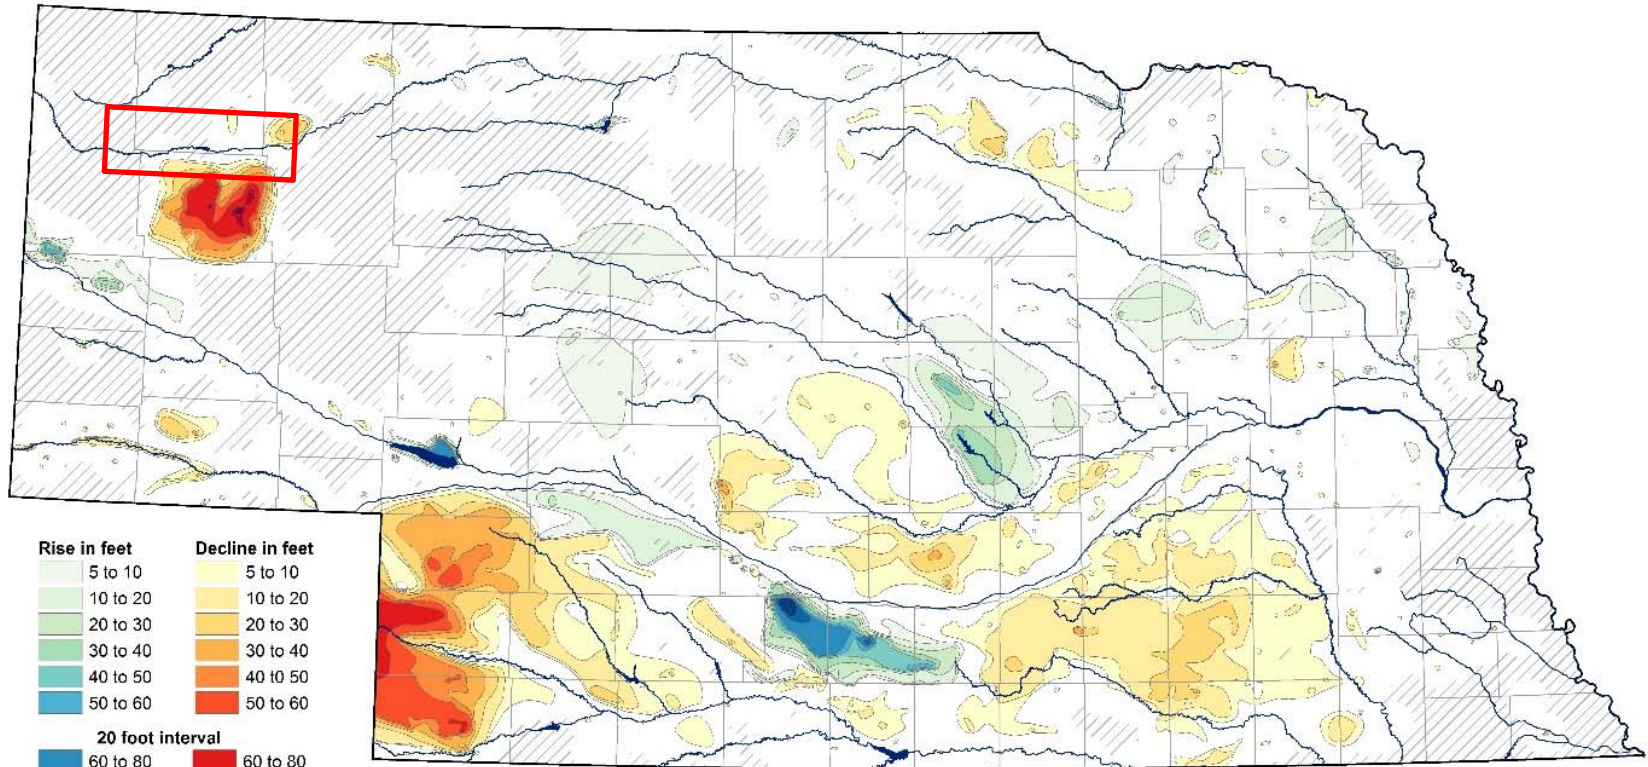 Rise in feet Decline in feet
5 to 10 5 to 10
10 to 20 10 to 20
20 to 30 20 to 30
30 to 40 30 to 40
40 to 50 40 t0 50
50 to 60 50 to 60
20 foot interval
60 to 80 60 to 80